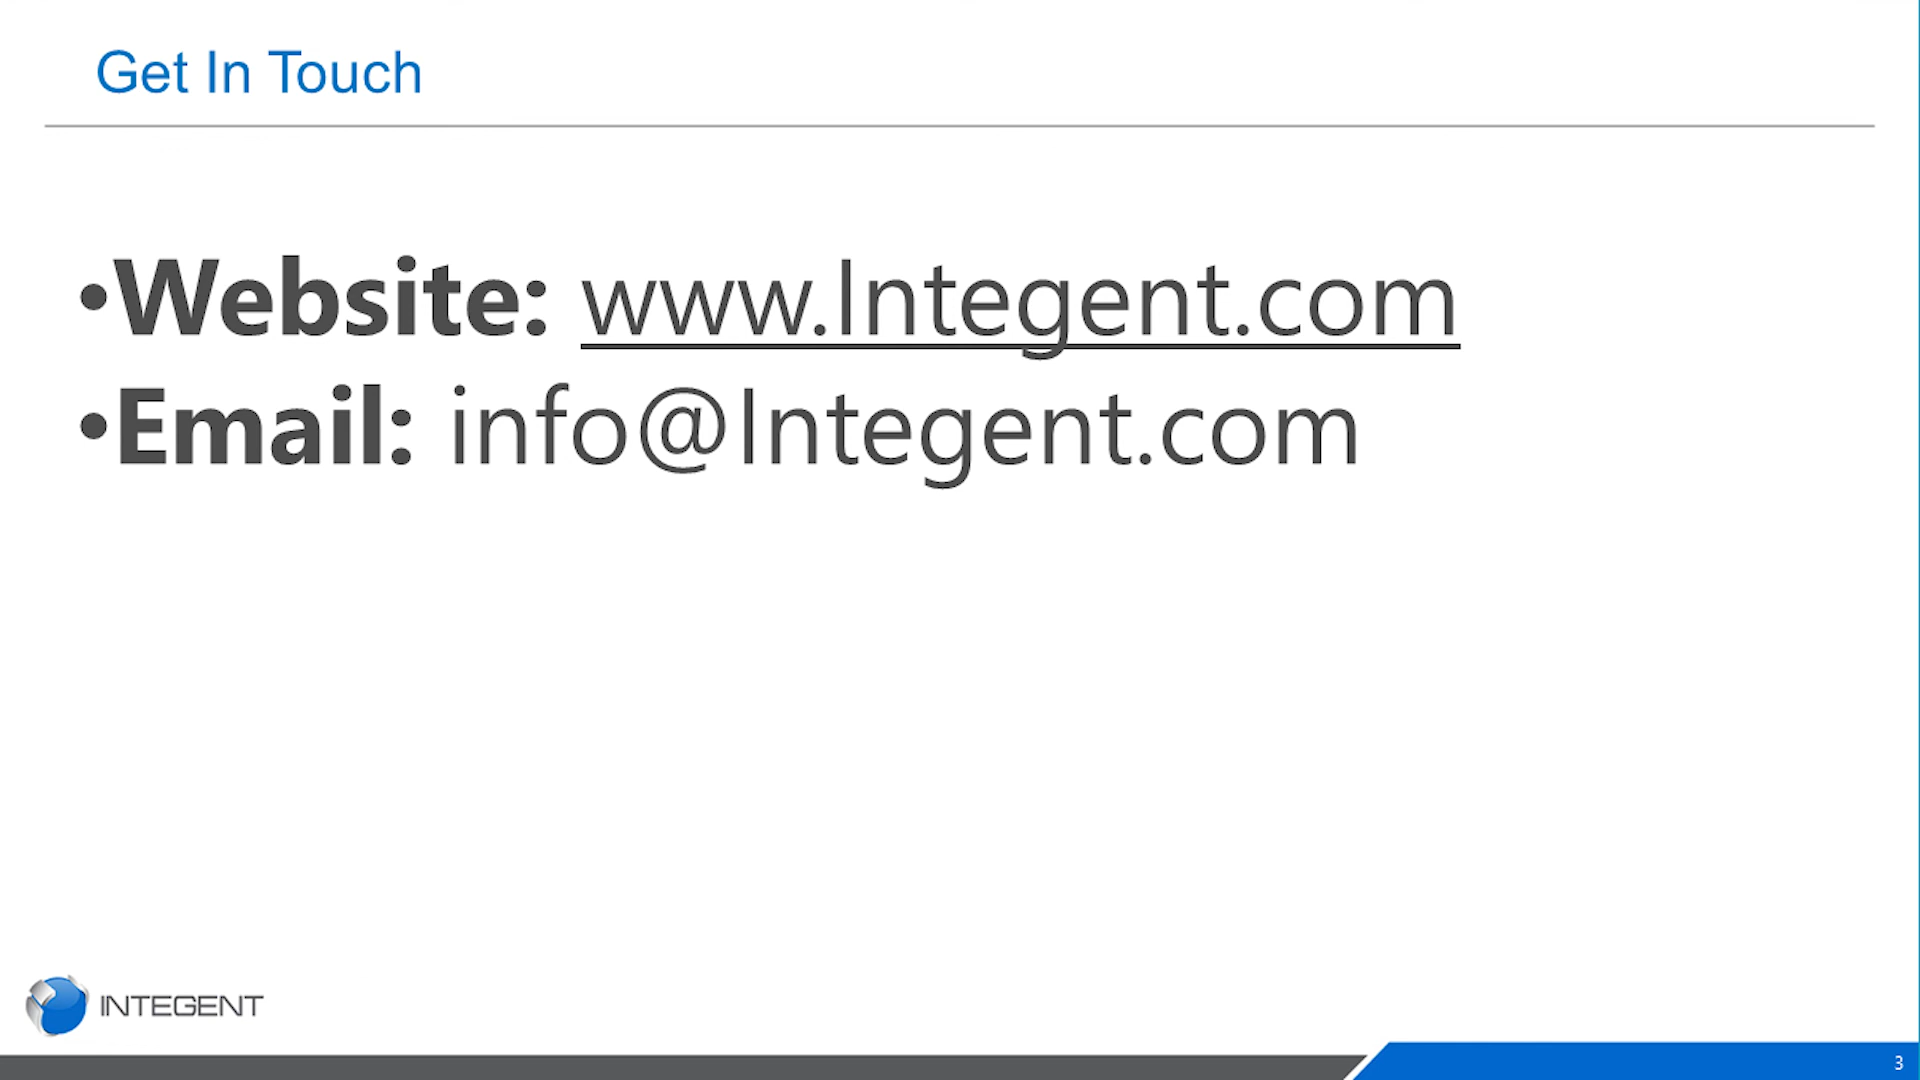 Get In Touch
•Website: www.Integent.com
•Email: info@Integent.com
INTEGENT
3